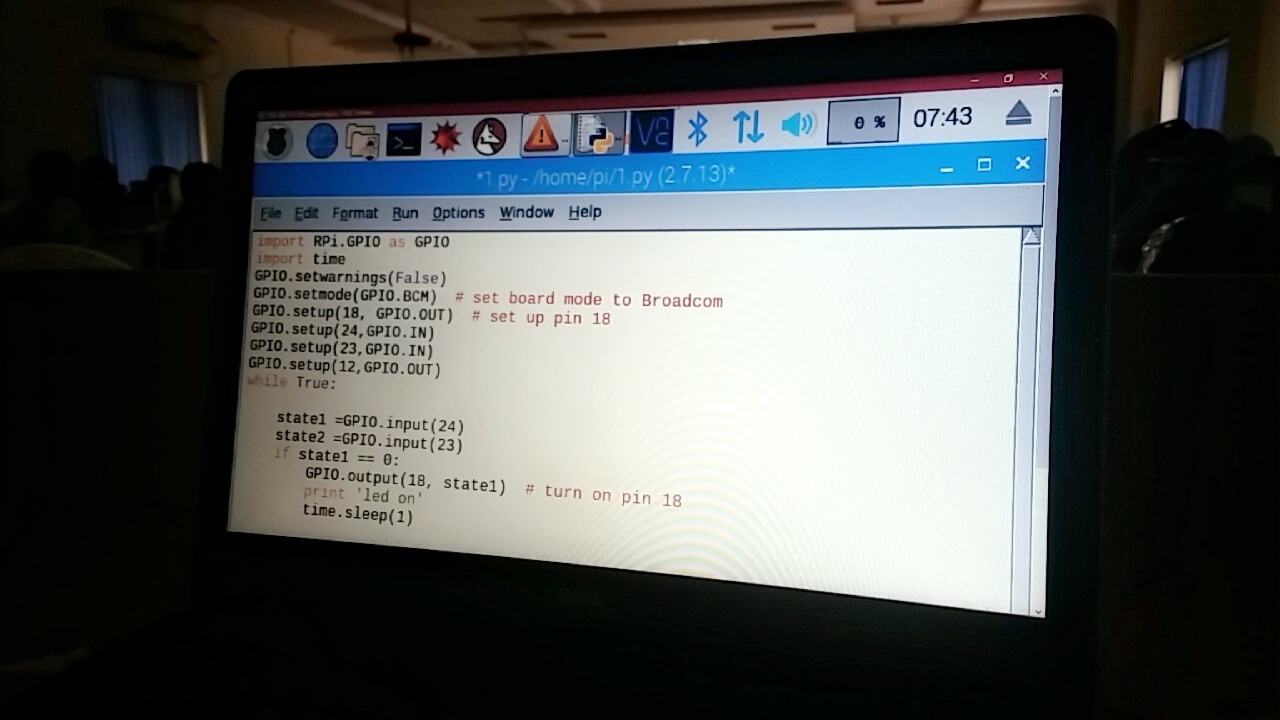 0 %
07:43
*1.py - /home/pi/1.py (2.7.13)*
File Edit Format Run Options Window Help
import RPi.GPIO as GPIO
import time
GPIO.setwarnings(False)
GPIO.setmode(GPIO.BCM)  # set board mode to Broadcom
GPIO.setup(18, GPIO.OUT)  # set up pin 18
GPIO.setup(24,GPIO.IN)
GPIO.setup(23,GPIO.IN)
GPIO.setup(12,GPIO.OUT)
while True:
state1 =GPIO.input(24)
state2 =GPIO.input(23)
if state1 == 0:
GPIO.output(18, state1)  # turn on pin 18
print 'led on'
time.sleep(1)